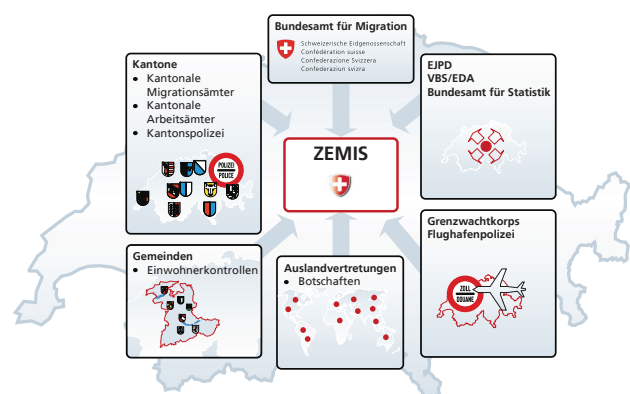 Bundesamt für Migration
Schweizerische Eidgenossenschaft
Confédération suisse
Confederazione Svizzera
Confederaziun svizra
Kantone
• Kantonale
Migrationsämter
• Kantonale
Arbeitsämter
• Kantonspolizei
POLIZEI
POLICE
EJPD
VBS/EDA
Bundesamt für Statistik
ZEMIS
Gemeinden
• Einwohnerkontrollen
Auslandvertretungen
• Botschaften
Grenzwachtkorps
Flughafenpolizei
ZOLL
DOUANE